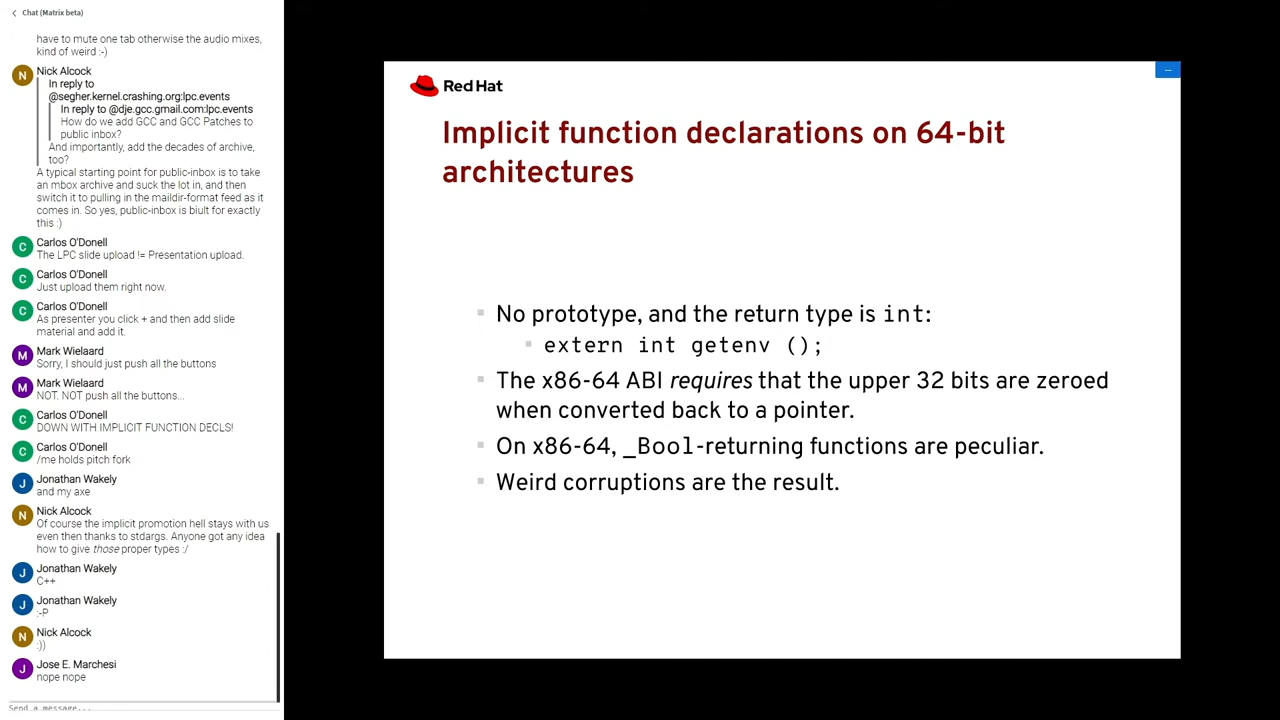 Chat (Matrix beta)
have to mute one tab otherwise the audio mixes,
kind of weird :-)
N
Nick Alcock
In reply to
@segher.kernel.crashing.org:lpc.events
In reply to @dje.gcc.gmail.com:lpc.events
How do we add GCC and GCC Patches to
public inbox?
And importantly, add the decades of archive,
too?
A typical starting point for public-inbox is to take
an mbox archive and suck the lot in, and then
switch it to pulling in the maildir-format feed as it
comes in. So yes, public-inbox is biult for exactly
this :)
C
Carlos O'Donell
The LPC slide upload != Presentation upload.
C
Carlos O'Donell
Just upload them right now.
C
Carlos O'Donell
As presenter you click + and then add slide
material and add it.
M
Mark Wielaard
Sorry, I should just push all the buttons
M
Mark Wielaard
NOT. NOT push all the buttons...
C
Carlos O'Donell
DOWN WITH IMPLICIT FUNCTION DECLS!
C
Carlos O'Donell
/me holds pitch fork
J
Jonathan Wakely
and my axe
N
Nick Alcock
Of course the implicit promotion hell stays with us
even then thanks to stdargs. Anyone got any idea
how to give those proper types :/
J
Jonathan Wakely
C++
J
Jonathan Wakely
:-P
N
Nick Alcock
:))
J
Jose E. Marchesi
nope nope
Send a message...
Red Hat
Implicit function declarations on 64-bit
architectures
No prototype, and the return type is int:
extern int getenv ();
The x86-64 ABI requires that the upper 32 bits are zeroed
when converted back to a pointer.
On x86-64, _Bool-returning functions are peculiar.
Weird corruptions are the result.